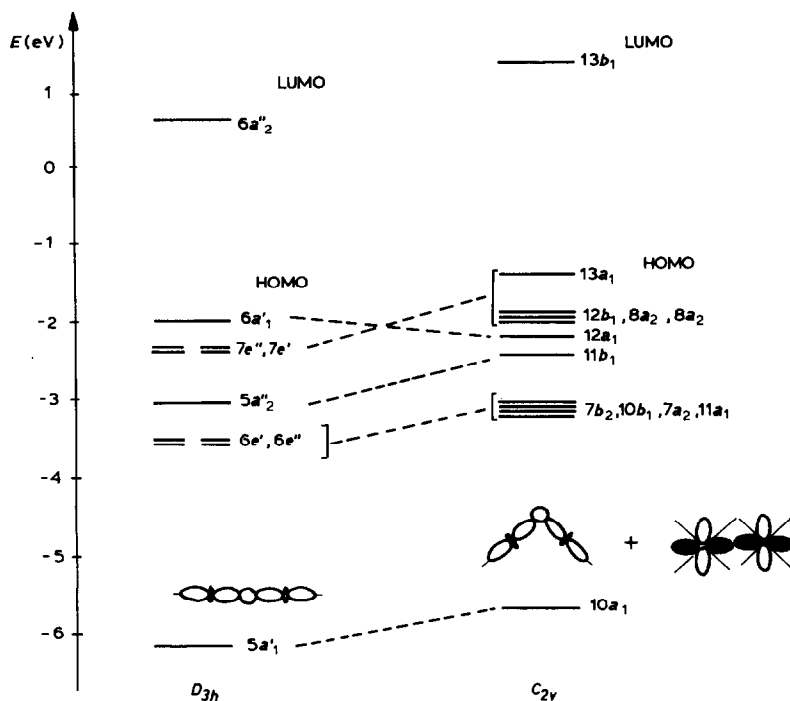 E(eV)
LUMO
13b₁
LUMO
1
6a″₂
0
-1
HOMO
13a₁
HOMO
-2
6a′₁
12b₁ , 8a₂ , 8a₂
7e″, 7e′
12a₁
11b₁
-3
5a″₂
7b₂, 10b₁ , 7a₂ , 11a₁
6e′ , 6e″
-4
-5
+
10a₁
-6
5a′₁
D₃ₕ
C₂ᵥ